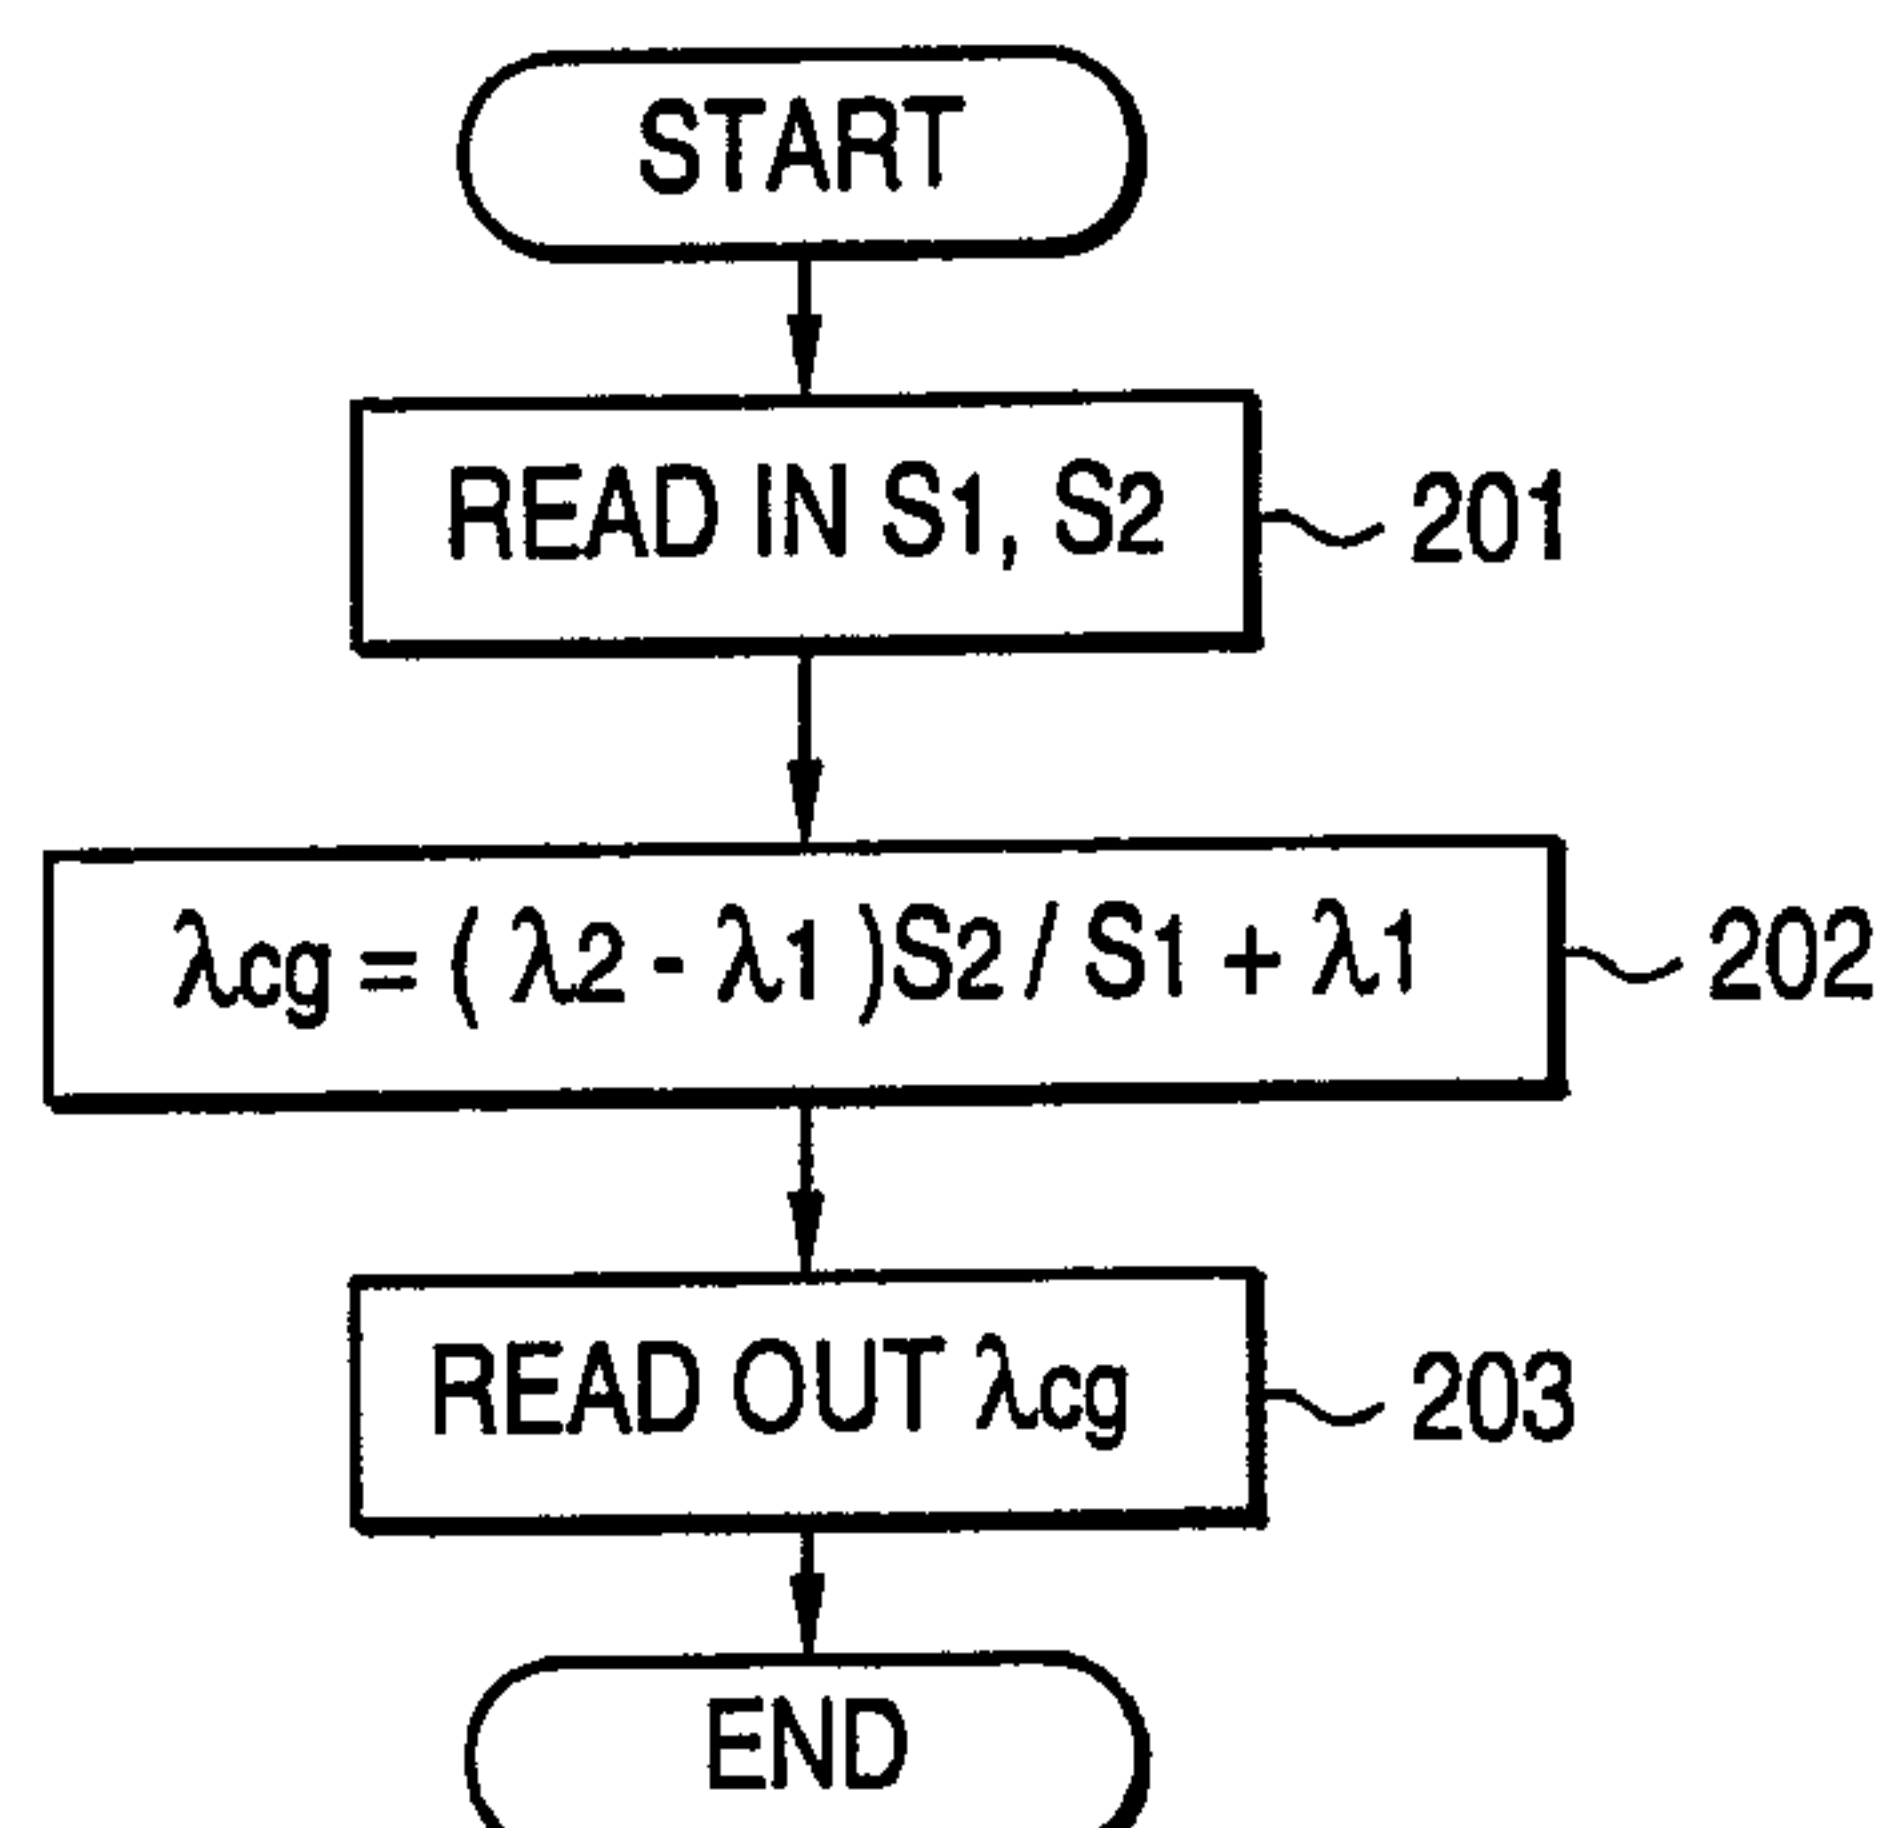 START
READ IN S1, S2
201
λcg = ( λ2 - λ1 )S2 / S1 + λ1
202
READ OUT λcg
203
END